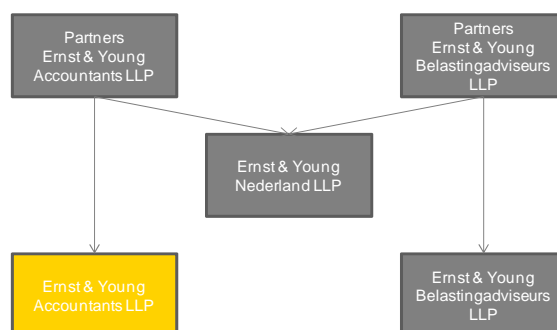 Partners
Ernst & Young
Accountants LLP
Partners
Ernst & Young
Belastingadviseurs
LLP
Ernst & Young
Nederland LLP
Ernst & Young
Accountants LLP
Ernst & Young
Belastingadviseurs
LLP